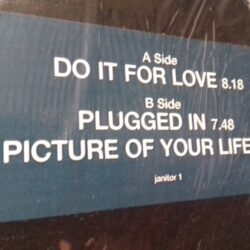 A Side
DO IT FOR LOVE 8.18
B Side
PLUGGED IN 7.48
PICTURE OF YOUR LIFE
janitor 1